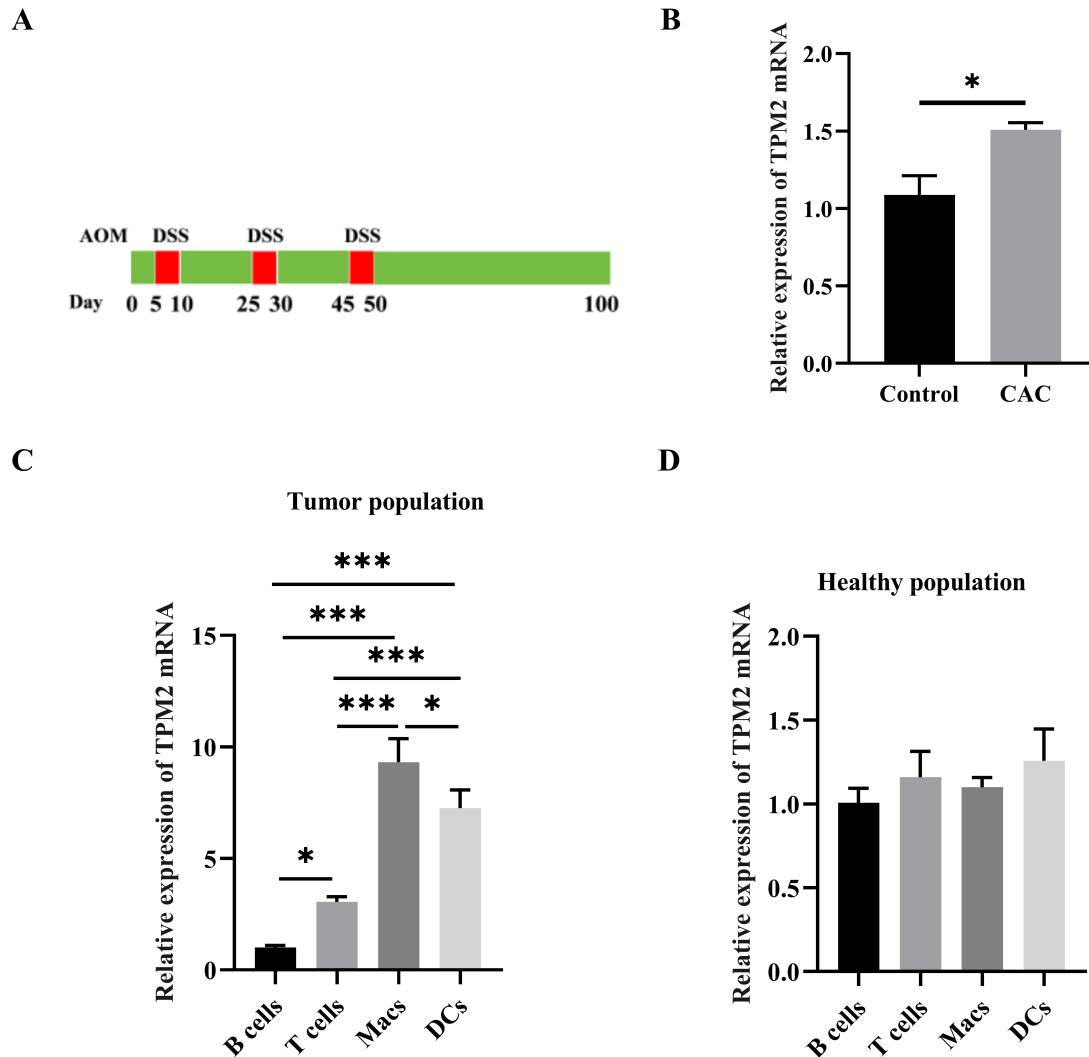 A
AOM DSS DSS DSS
Day 0 5 10 25 30 45 50 100
B
Relative expression of TPM2 mRNA
2.0
1.5
1.0
0.5
0.0
*
Control CAC
C
Tumor population
Relative expression of TPM2 mRNA
15
10
5
0
***
***
***
*** *
*
B cells T cells Macs DCs
D
Healthy population
Relative expression of TPM2 mRNA
2.0
1.5
1.0
0.5
0.0
B cells T cells Macs DCs